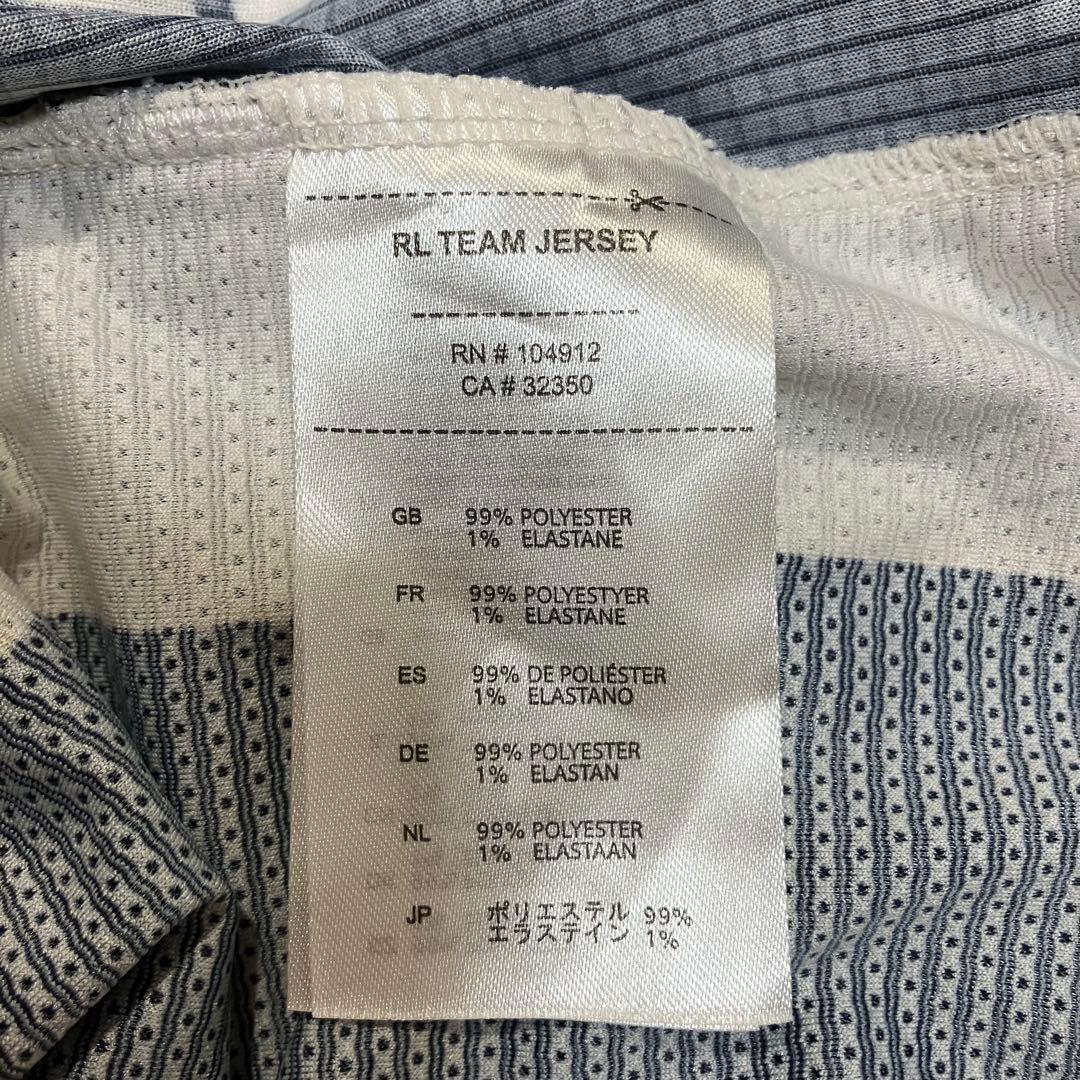 RL TEAM JERSEY
RN # 104912
CA # 32350
GB 99% POLYESTER
1% ELASTANE
FR 99% POLYESTYER
1% ELASTANE
ES 99% DE POLIÉSTER
1% ELASTANO
DE 99% POLYESTER
1% ELASTAN
NL 99% POLYESTER
1% ELASTAAN
JP ポリエステル 99%
エラステイン 1%